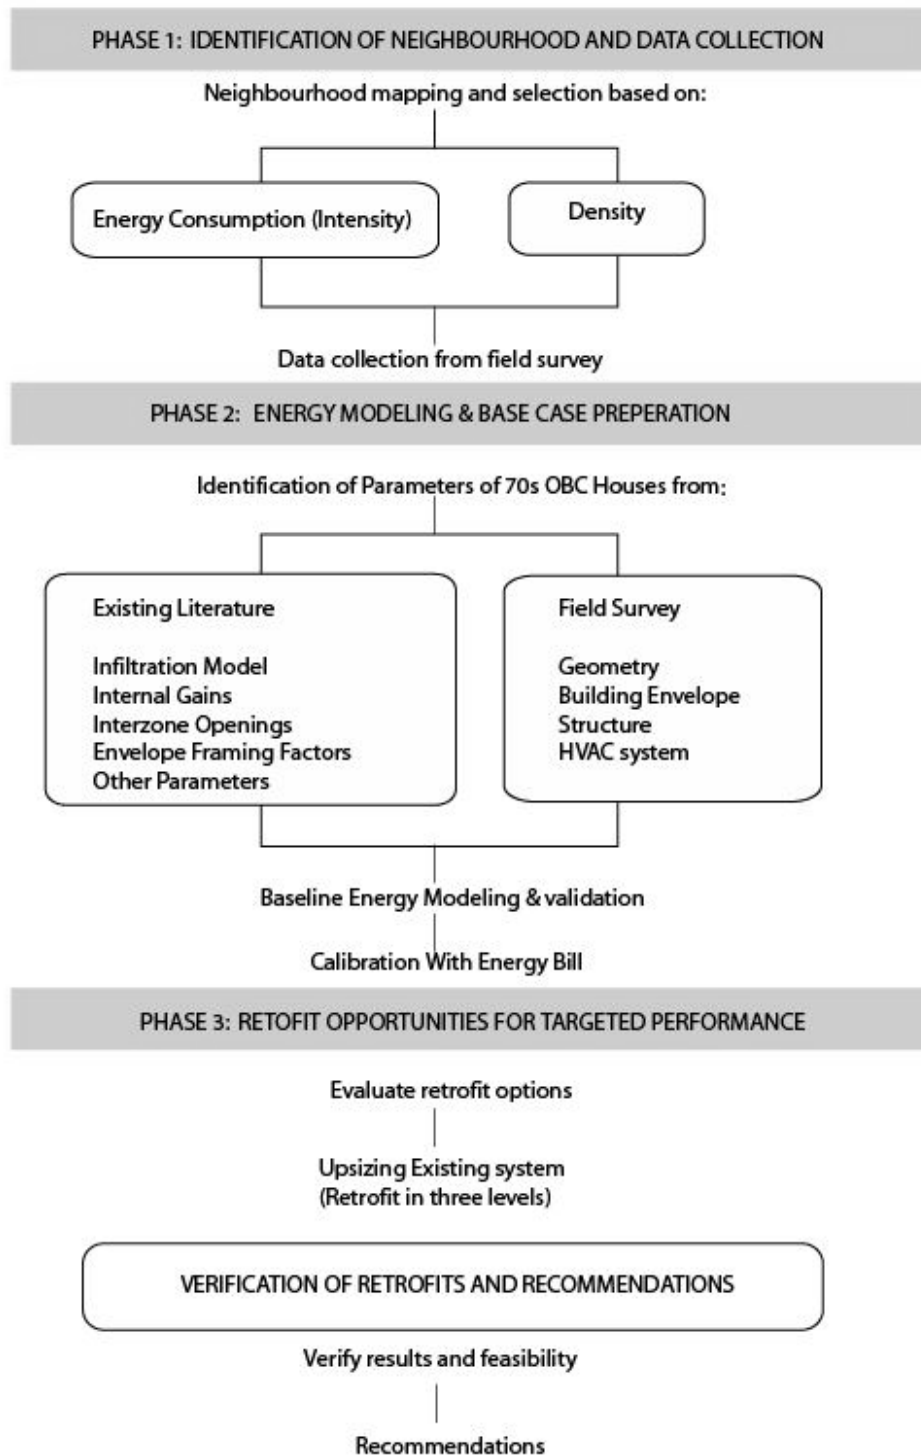 PHASE 1: IDENTIFICATION OF NEIGHBOURHOOD AND DATA COLLECTION
Neighbourhood mapping and selection based on:
Energy Consumption (Intensity)
Density
Data collection from field survey
PHASE 2: ENERGY MODELING & BASE CASE PREPERATION
Identification of Parameters of 70s OBC Houses from:
Existing Literature
Infiltration Model
Internal Gains
Interzone Openings
Envelope Framing Factors
Other Parameters
Field Survey
Geometry
Building Envelope
Structure
HVAC system
Baseline Energy Modeling & validation
Calibration With Energy Bill
PHASE 3: RETOFIT OPPORTUNITIES FOR TARGETED PERFORMANCE
Evaluate retrofit options
Upsizing Existing system
(Retrofit in three levels)
VERIFICATION OF RETROFITS AND RECOMMENDATIONS
Verify results and feasibility
Recommendations